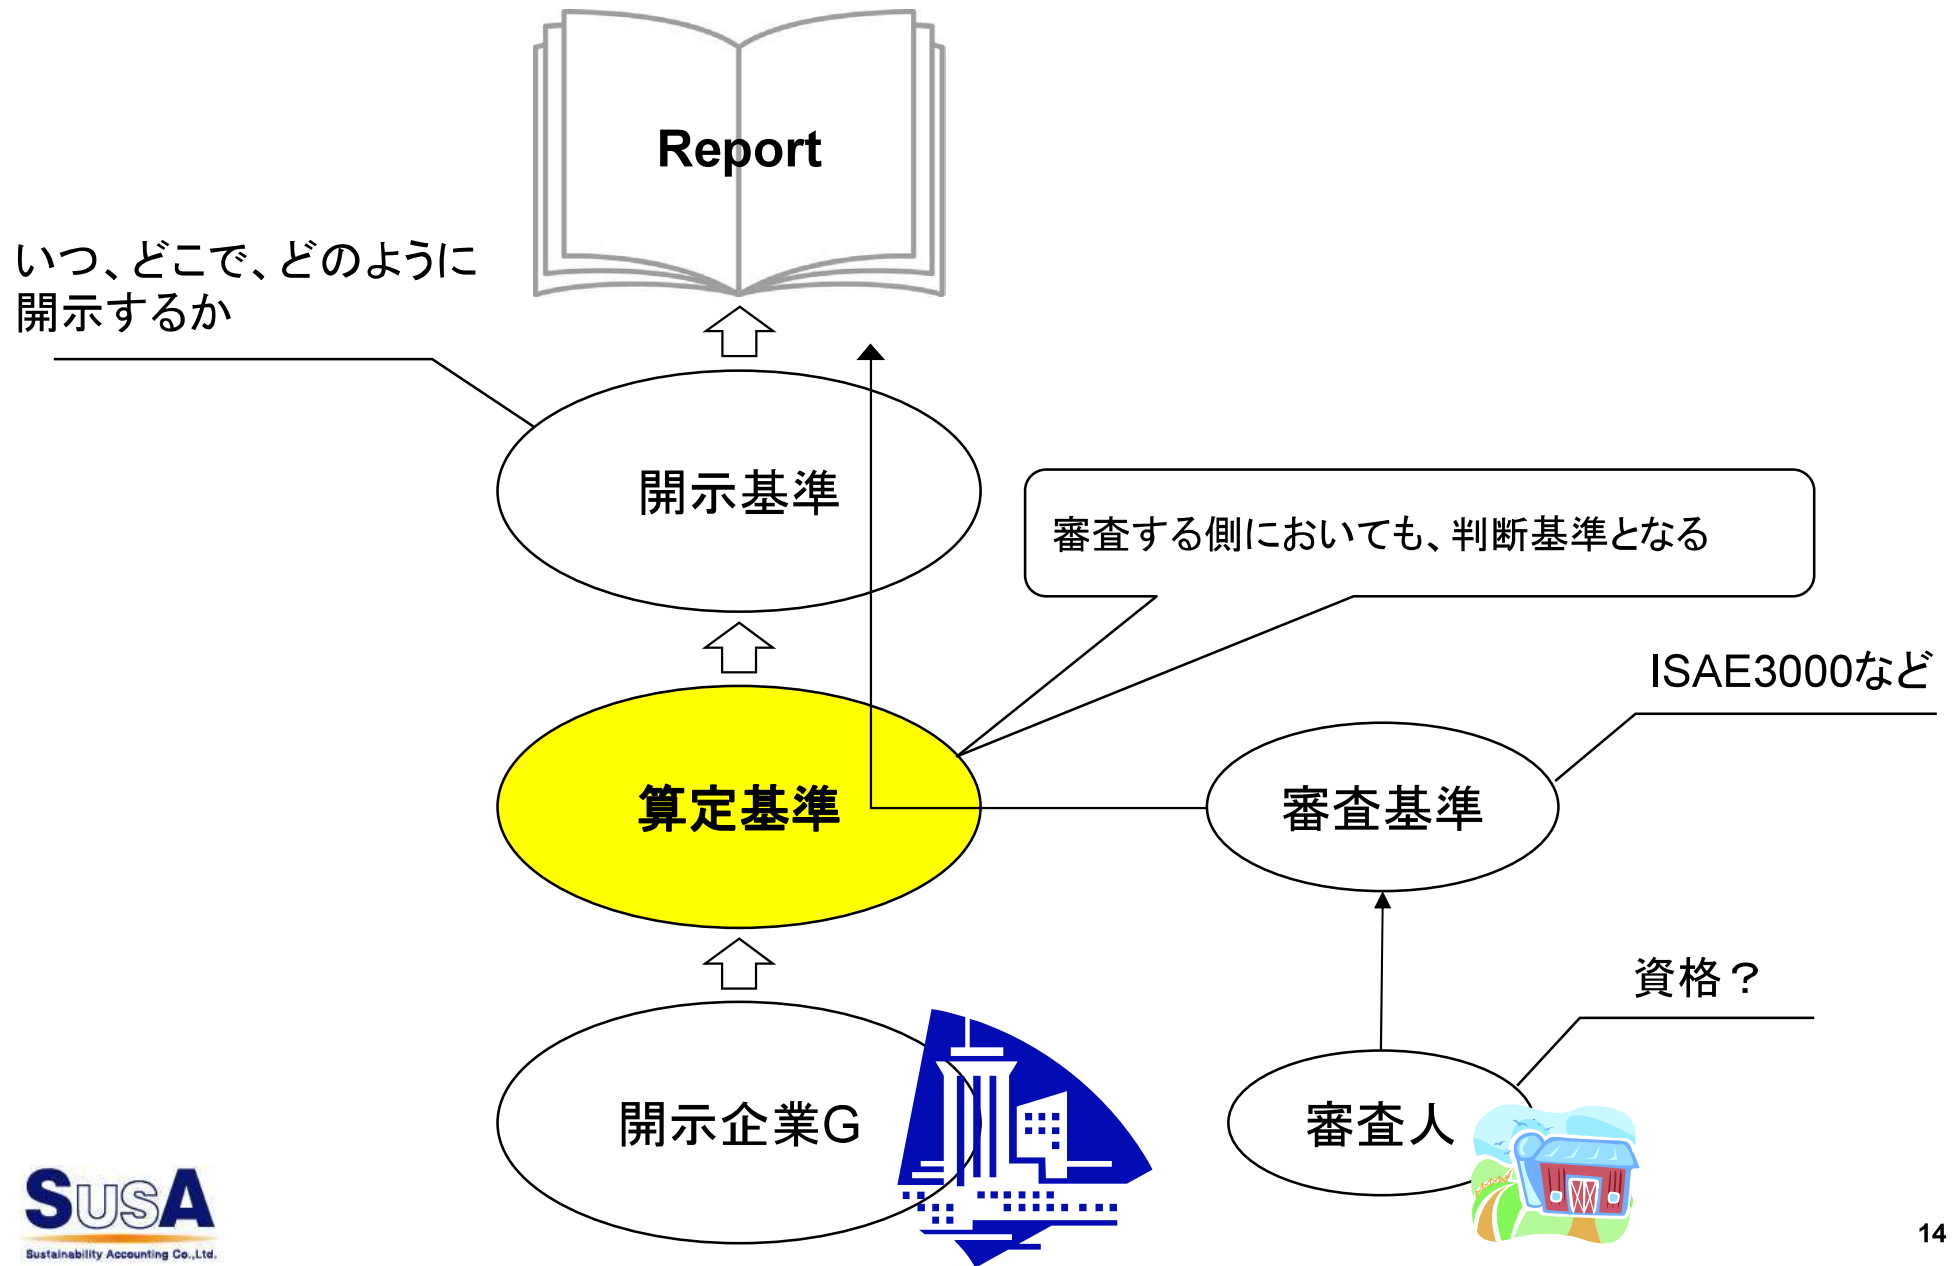 Report
いつ、どこで、どのように
開示するか
開示基準
審査する側においても、判断基準となる
ISAE3000など
算定基準
審査基準
資格？
開示企業G
審査人
SUSA
Sustainability Accounting Co.,Ltd.
14